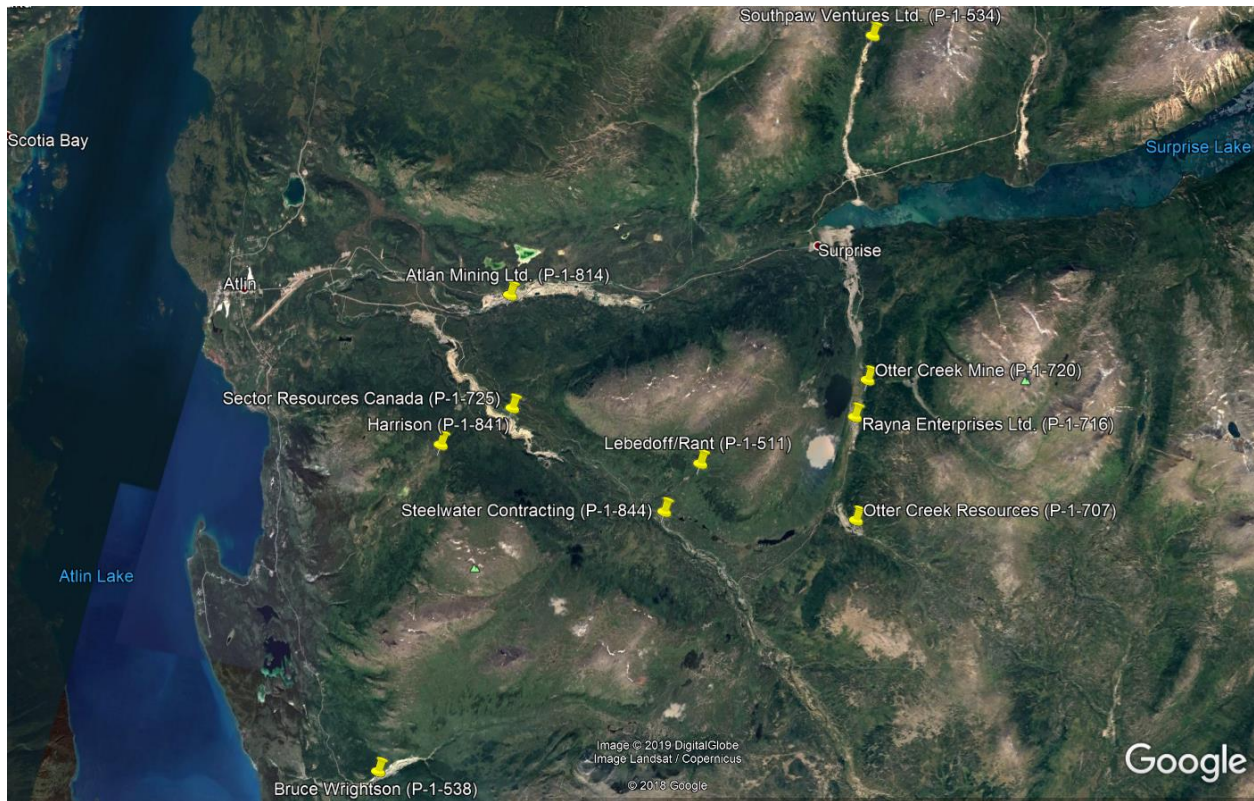 Southpaw Ventures Ltd. (P-1-534)
Scotia Bay
Surprise Lake
Surprise
Atlin
Atlan Mining Ltd. (P-1-814)
Otter Creek Mine (P-1-720)
Sector Resources Canada (P-1-725)
Harrison (P-1-841)
Rayna Enterprises Ltd. (P-1-716)
Lebedoff/Rant (P-1-511)
Steelwater Contracting (P-1-844)
Otter Creek Resources (P-1-707)
Atlin Lake
Image © 2019 DigitalGlobe
Image Landsat / Copernicus
© 2018 Google
Google
Bruce Wrightson (P-1-538)